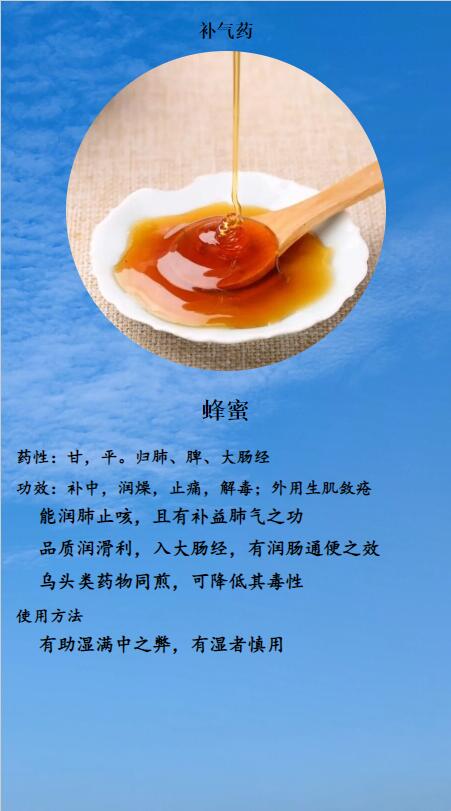 补气药
蜂蜜
药性：甘，平。归肺、脾、大肠经
功效：补中，润燥，止痛，解毒；外用生肌敛疮
能润肺止咳，且有补益肺气之功
品质润滑利，入大肠经，有润肠通便之效
乌头类药物同煎，可降低其毒性
使用方法
有助湿满中之弊，有湿者慎用